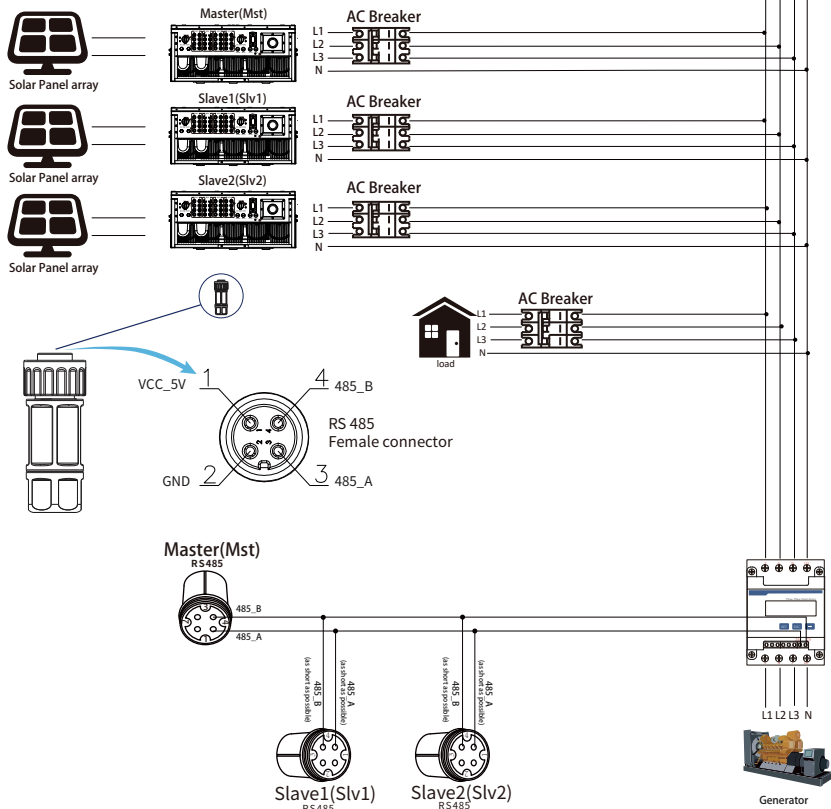 Master(Mst)
AC Breaker
L1
L2
L3
N
Solar Panel array
Slave1(Slv1)
AC Breaker
L1
L2
L3
N
Solar Panel array
Slave2(Slv2)
AC Breaker
L1
L2
L3
N
Solar Panel array
AC Breaker
L1
L2
L3
N
load
VCC_5V
1
4
485_B
RS 485
Female connector
GND
2
3
485_A
1
4
2
3
Master(Mst)
RS485
485_B
485_A
485_B
(as short as possible)
485_A
(as short as possible)
485_B
(as short as possible)
485_A
(as short as possible)
Slave1(Slv1)
RS485
Slave2(Slv2)
RS485
L1 L2 L3 N
Generator